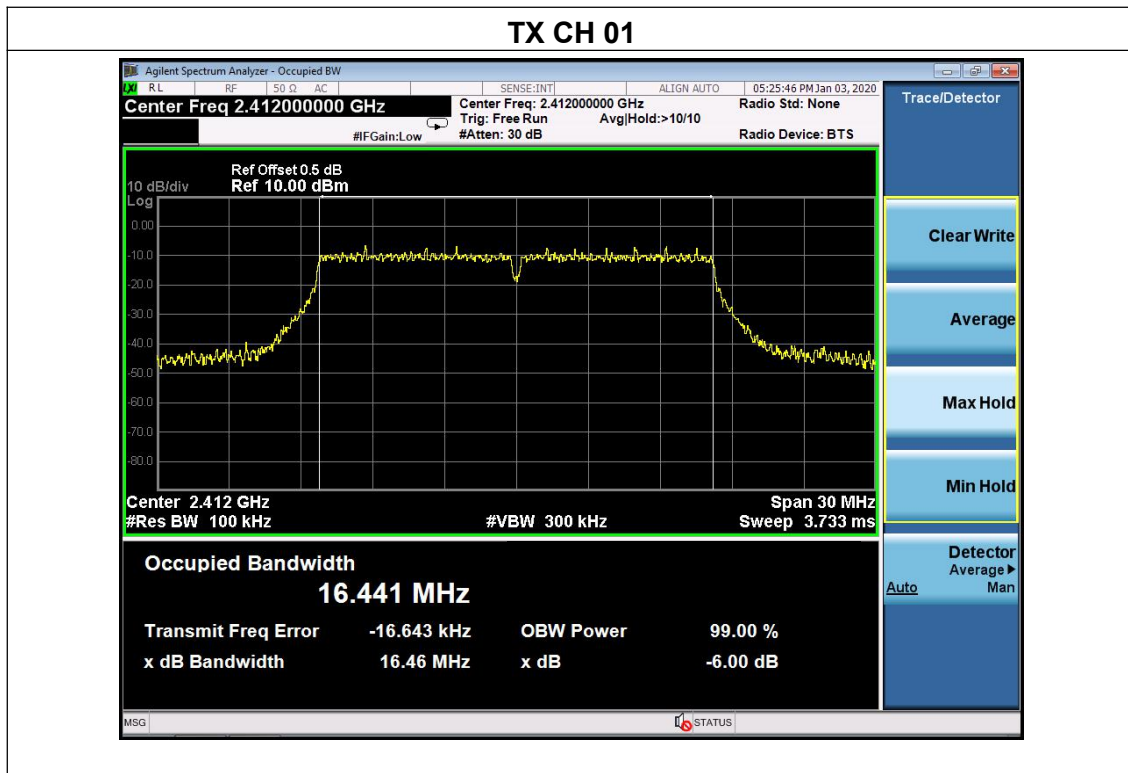 TX CH 01
Agilent Spectrum Analyzer - Occupied BW
LXI RL RF 50 Ω AC SENSE:INT ALIGN AUTO 05:25:46 PM Jan 03, 2020
Center Freq 2.412000000 GHz
Center Freq: 2.412000000 GHz Radio Std: None
Trig: Free Run Avg|Hold:>10/10
#IFGain:Low #Atten: 30 dB Radio Device: BTS
Ref Offset 0.5 dB
10 dB/div Ref 10.00 dBm
Log
0.00
-10.0
-20.0
-30.0
-40.0
-50.0
-60.0
-70.0
-80.0
Center 2.412 GHz Span 30 MHz
#Res BW 100 kHz #VBW 300 kHz Sweep 3.733 ms
Occupied Bandwidth
16.441 MHz
Transmit Freq Error -16.643 kHz OBW Power 99.00 %
x dB Bandwidth 16.46 MHz x dB -6.00 dB
MSG STATUS
Trace/Detector
Clear Write
Average
Max Hold
Min Hold
Detector
Average▶
Auto Man